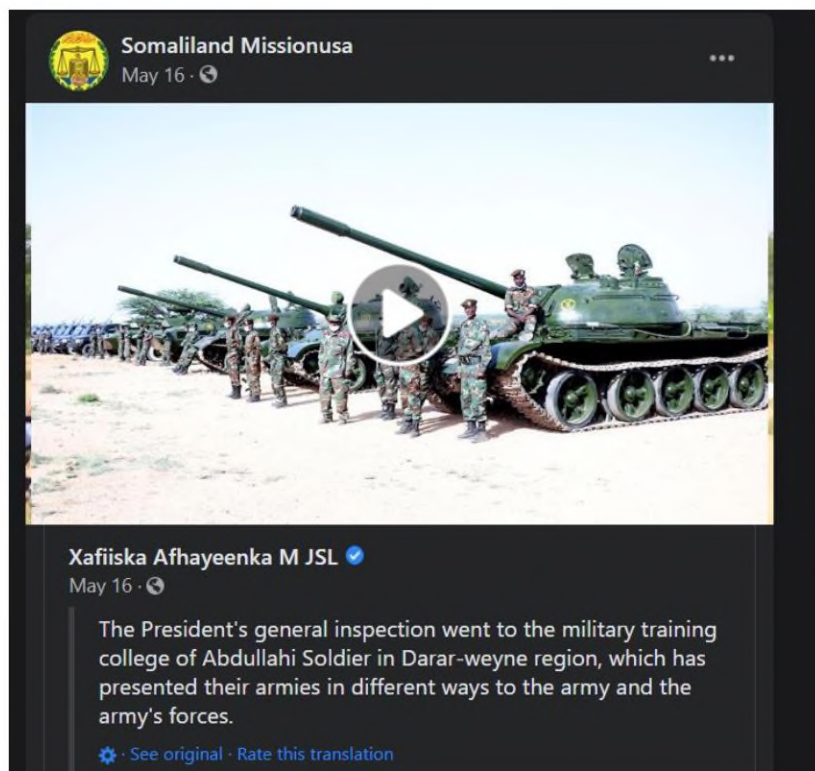 Somaliland Missionusa
May 16 ·
Xafiiska Afhayeenka M JSL
May 16 ·
The President's general inspection went to the military training
college of Abdullahi Soldier in Darar-weyne region, which has
presented their armies in different ways to the army and the
army's forces.
· See original · Rate this translation